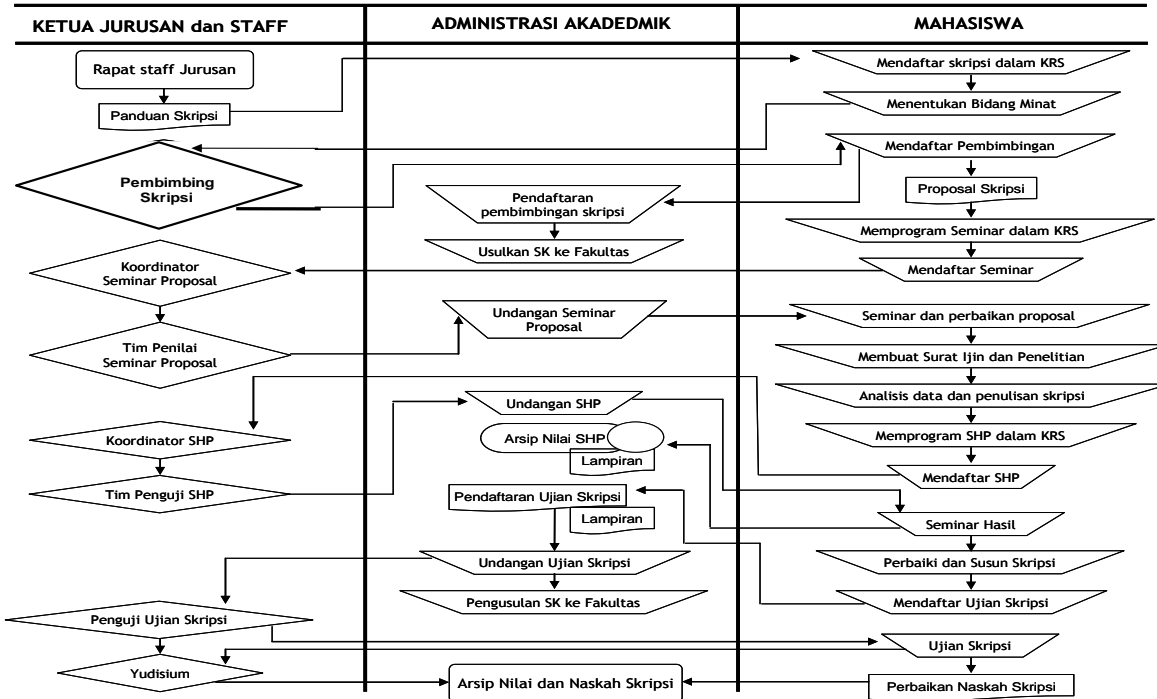 KETUA JURUSAN dan STAFF
ADMINISTRASI AKADEDMIK
MAHASISWA
Rapat staff Jurusan
Panduan Skripsi
Pembimbing
Skripsi
Koordinator
Seminar Proposal
Tim Penilai
Seminar Proposal
Koordinator SHP
Tim Penguji SHP
Penguji Ujian Skripsi
Yudisium
Pendaftaran
pembimbingan skripsi
Usulkan SK ke Fakultas
Undangan Seminar
Proposal
Undangan SHP
Arsip Nilai SHP
Lampiran
Pendaftaran Ujian Skripsi
Lampiran
Undangan Ujian Skripsi
Pengusulan SK ke Fakultas
Arsip Nilai dan Naskah Skripsi
Mendaftar skripsi dalam KRS
Menentukan Bidang Minat
Mendaftar Pembimbingan
Proposal Skripsi
Memprogram Seminar dalam KRS
Mendaftar Seminar
Seminar dan perbaikan proposal
Membuat Surat Ijin dan Penelitian
Analisis data dan penulisan skripsi
Memprogram SHP dalam KRS
Mendaftar SHP
Seminar Hasil
Perbaiki dan Susun Skripsi
Mendaftar Ujian Skripsi
Ujian Skripsi
Perbaikan Naskah Skripsi